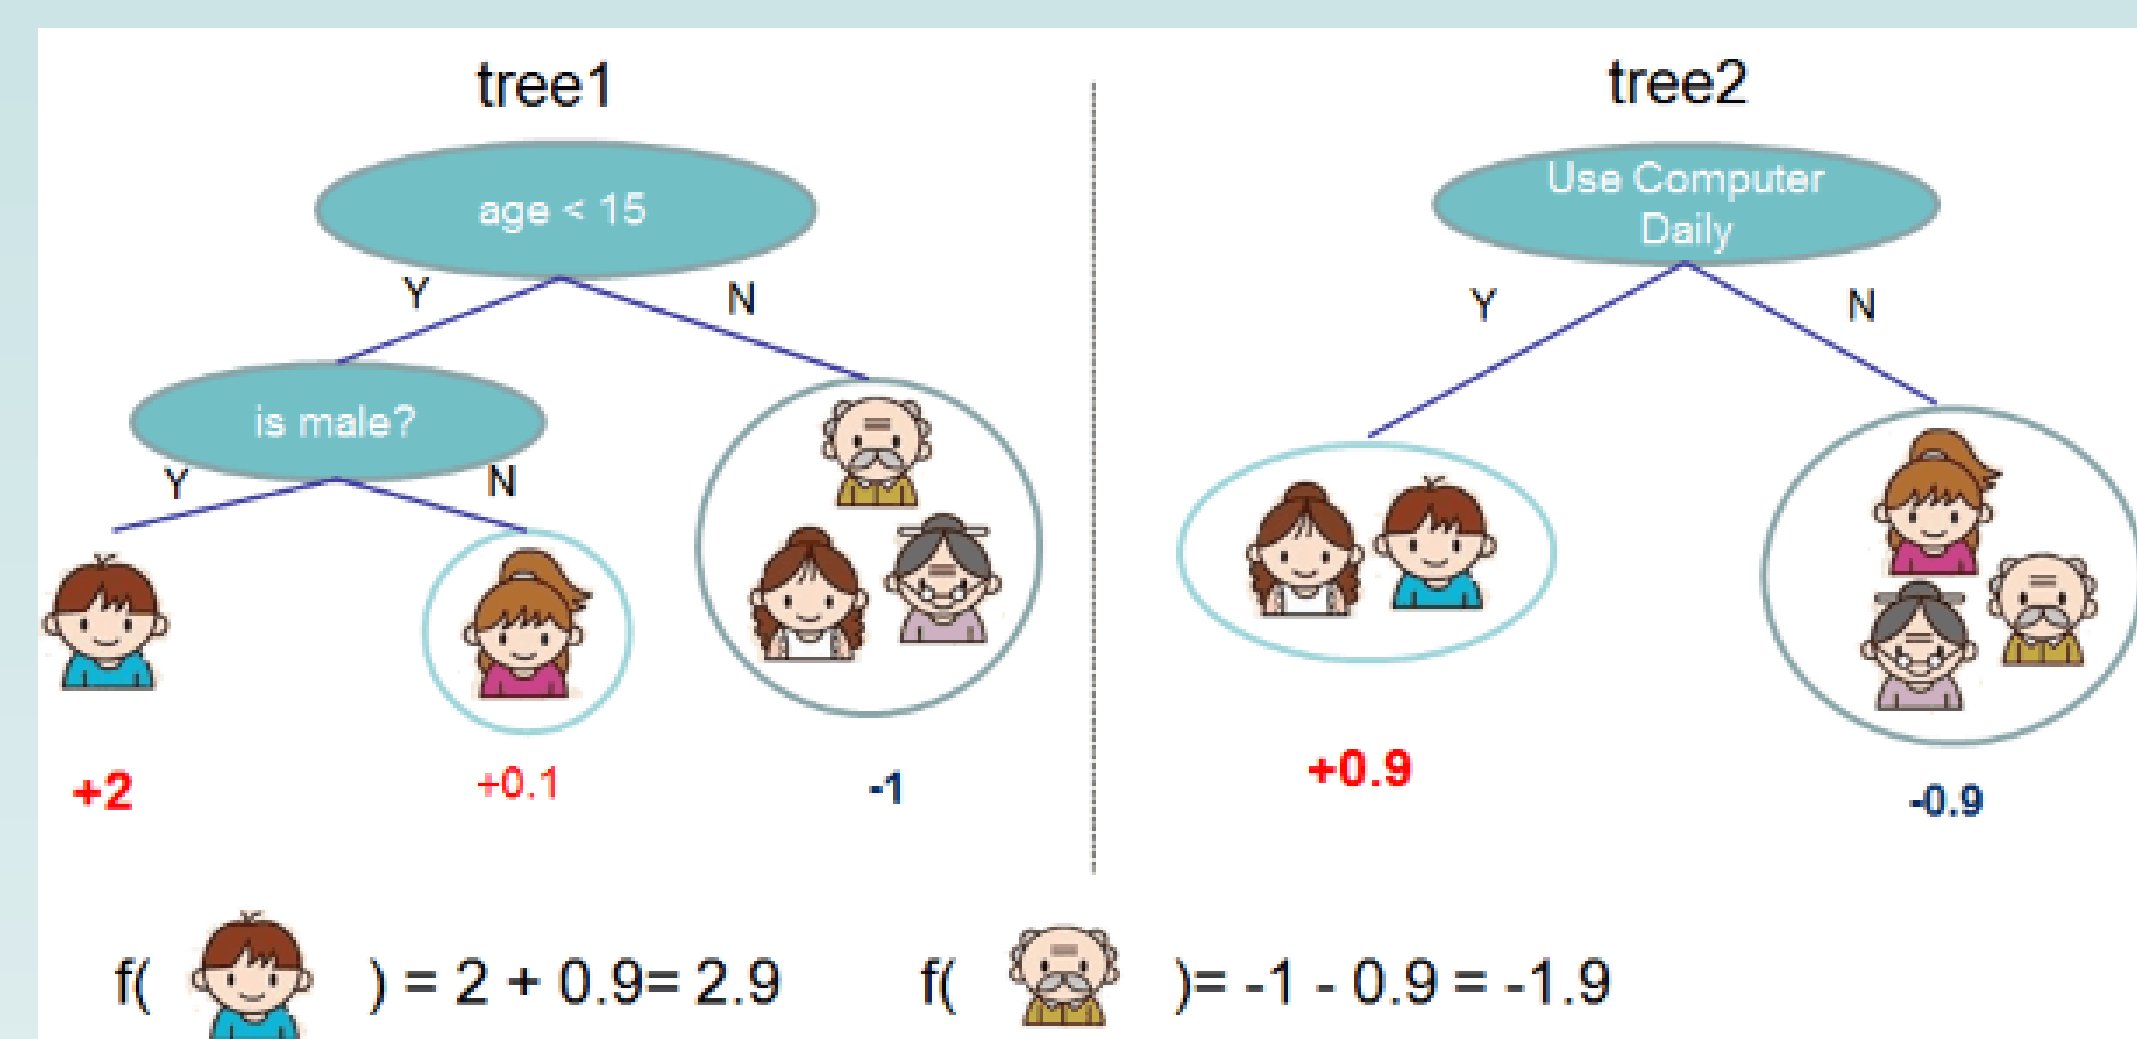 tree1
age < 15
Y
N
is male?
Y
N
+2
+0.1
-1
tree2
Use Computer
Daily
Y
N
+0.9
-0.9
f( ) = 2 + 0.9= 2.9
f( )= -1 - 0.9 = -1.9